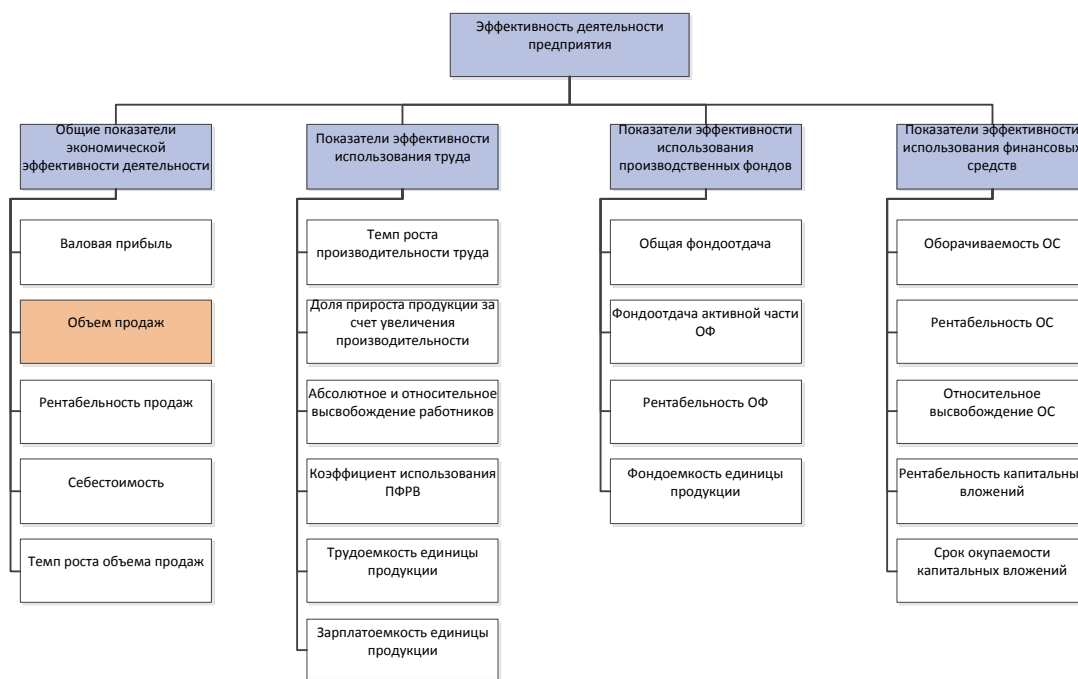 Эффективность деятельности
предприятия
Общие показатели
экономической
эффективности деятельности
Показатели эффективности
использования труда
Показатели эффективности
использования
производственных фондов
Показатели эффективности
использования финансовых
средств
Валовая прибыль
Объем продаж
Рентабельность продаж
Себестоимость
Темп роста объема продаж
Темп роста
производительности труда
Доля прироста продукции за
счет увеличения
производительности
Абсолютное и относительное
высвобождение работников
Коэффициент использования
ПФРВ
Трудоемкость единицы
продукции
Зарплатоемкость единицы
продукции
Общая фондоотдача
Фондоотдача активной части
ОФ
Рентабельность ОФ
Фондоемкость единицы
продукции
Оборачиваемость ОС
Рентабельность ОС
Относительное
высвобождение ОС
Рентабельность капитальных
вложений
Срок окупаемости
капитальных вложений